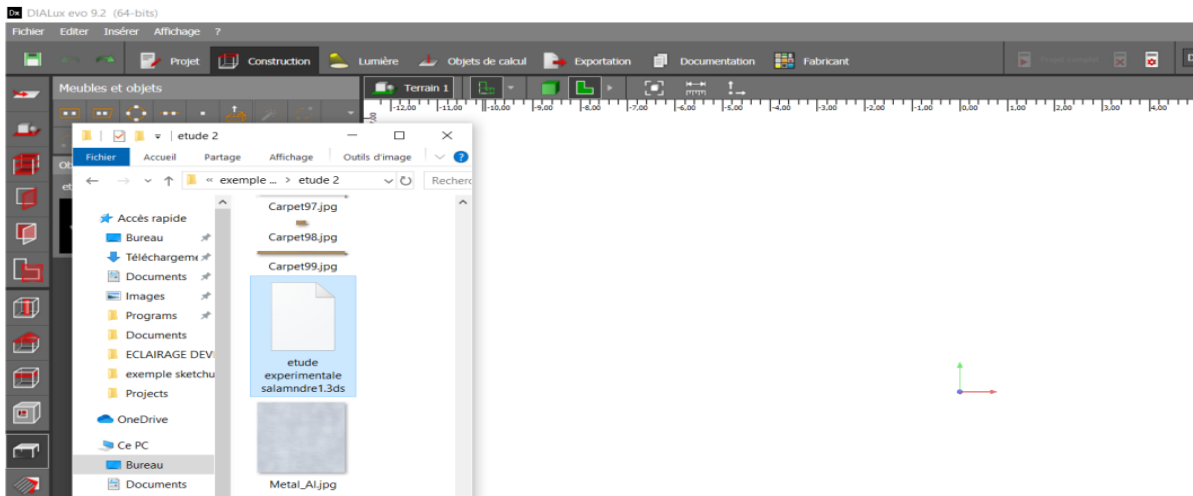 DIALux evo 9.2 (64-bits)
Fichier Editer Insérer Affichage ?
Projet Construction Lumière Objets de calcul Exportation Documentation Fabricant
Meubles et objets
Terrain 1
-12,00 -11,00 -10,00 -9,00 -8,00 -7,00 -6,00 -5,00 -4,00 -3,00 -2,00 -1,00 0,00 1,00 2,00 3,00 4,00
etude 2
Fichier Accueil Partage Affichage Outils d'image
« exemple ... > etude 2
Recherc
Accès rapide
Bureau
Téléchargeme
Documents
Images
Programs
Documents
ECLAIRAGE DEVI
exemple sketchu
Projects
OneDrive
Ce PC
Bureau
Documents
Carpet97.jpg
Carpet98.jpg
Carpet99.jpg
etude
experimentale
salamndre1.3ds
Metal_Al.jpg